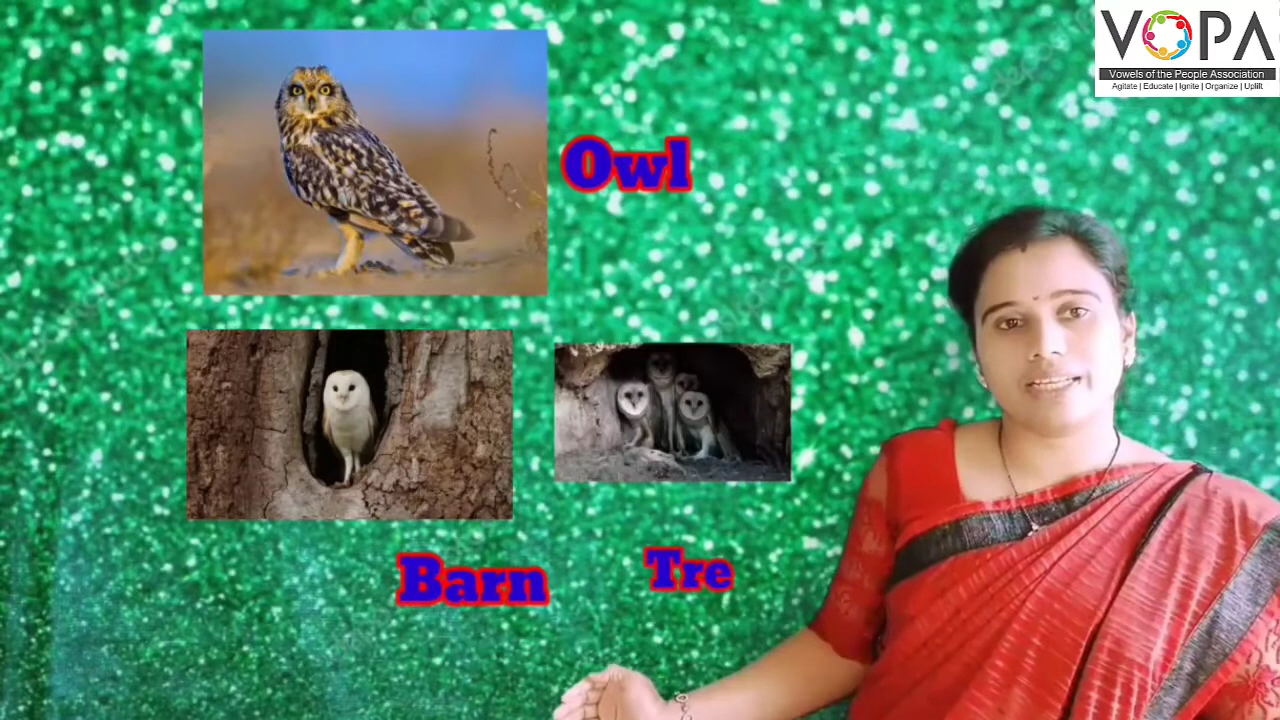 VOPA
Vowels of the People Association
Agitate | Educate | Ignite | Organize | Uplift
Owl
Barn
Tre